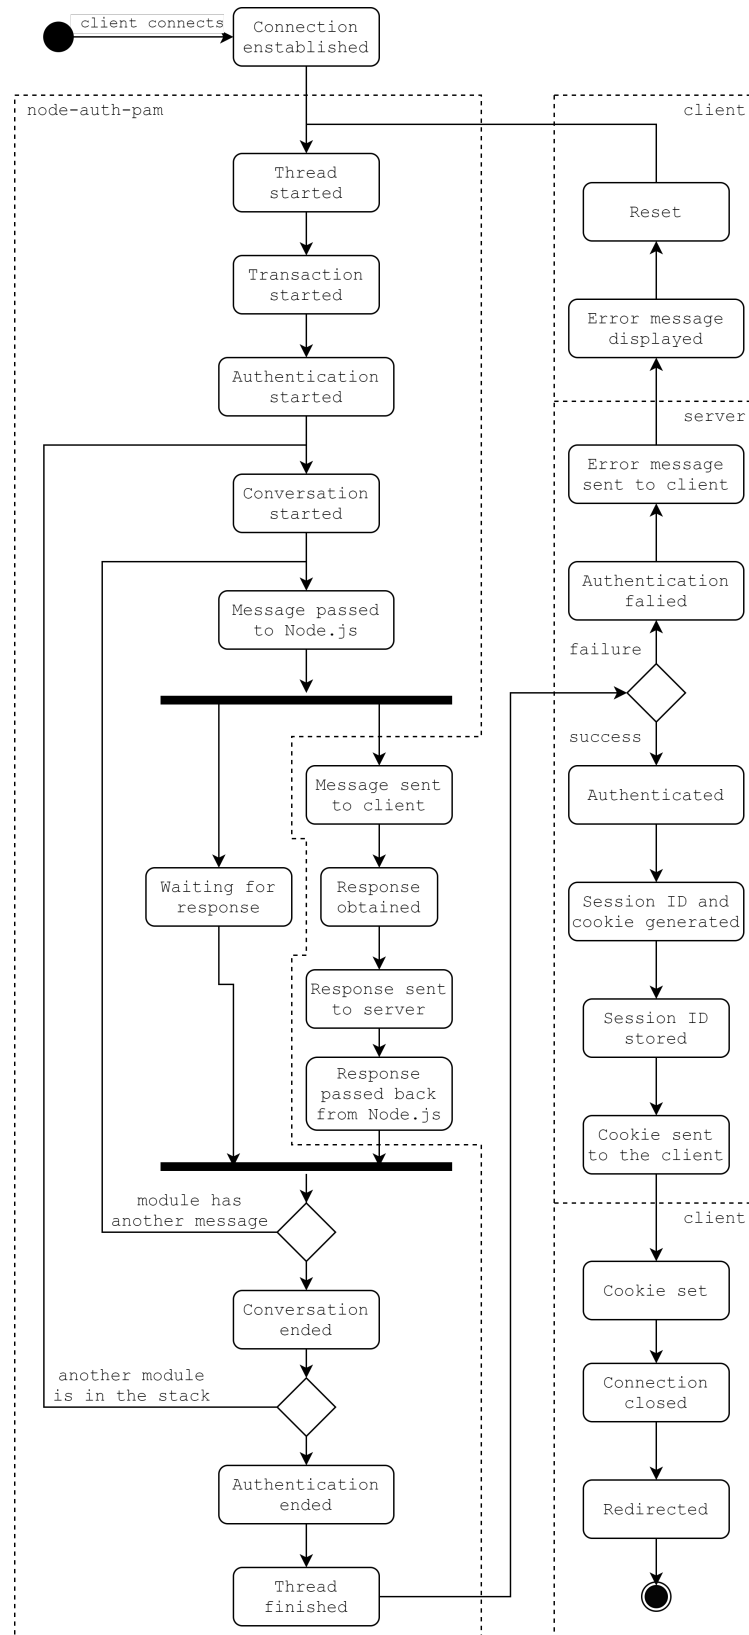 client connects
Connection
enstablished
node-auth-pam
Thread
started
Transaction
started
Authentication
started
Conversation
started
Message passed
to Node.js
Message sent
to client
Waiting for
response
Response
obtained
Response sent
to server
Response
passed back
from Node.js
module has
another message
Conversation
ended
another module
is in the stack
Authentication
ended
Thread
finished
client
Reset
Error message
displayed
server
Error message
sent to client
Authentication
falied
failure
success
Authenticated
Session ID and
cookie generated
Session ID
stored
Cookie sent
to the client
client
Cookie set
Connection
closed
Redirected